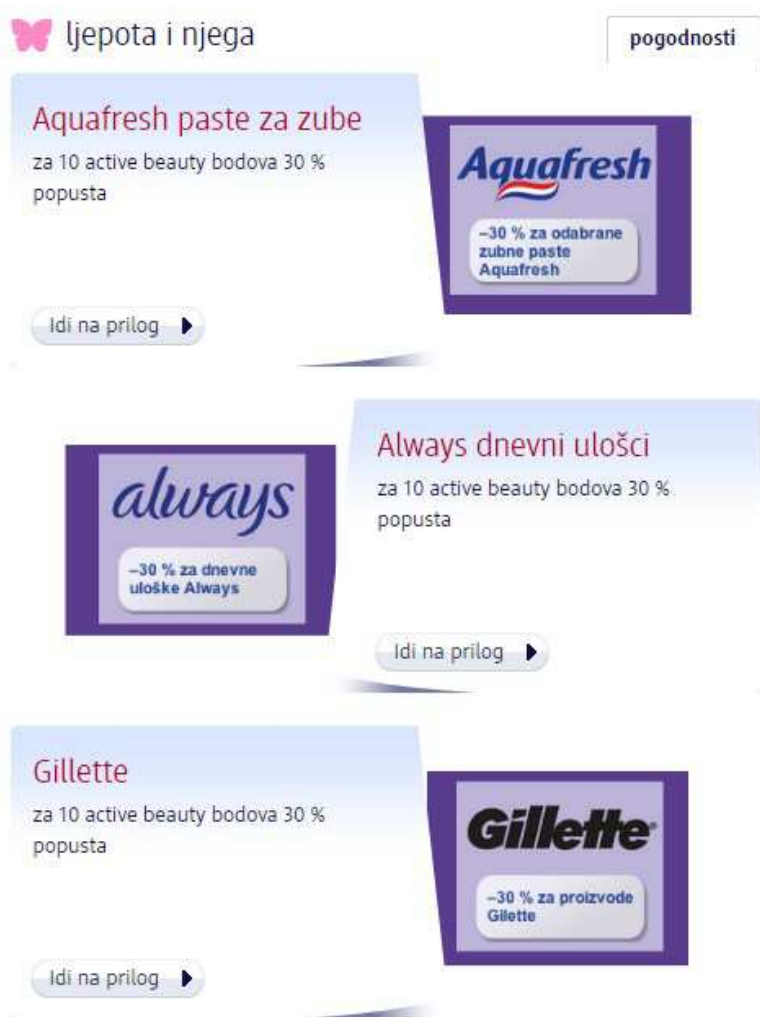 ljepota i njega
pogodnosti
Aquafresh paste za zube
za 10 active beauty bodova 30 %
popusta
Idi na prilog
Aquafresh
–30 % za odabrane
zubne paste
Aquafresh
always
–30 % za dnevne
uloške Always
Always dnevni ulošci
za 10 active beauty bodova 30 %
popusta
Idi na prilog
Gillette
za 10 active beauty bodova 30 %
popusta
Idi na prilog
Gillette
–30 % za proizvode
Gilette